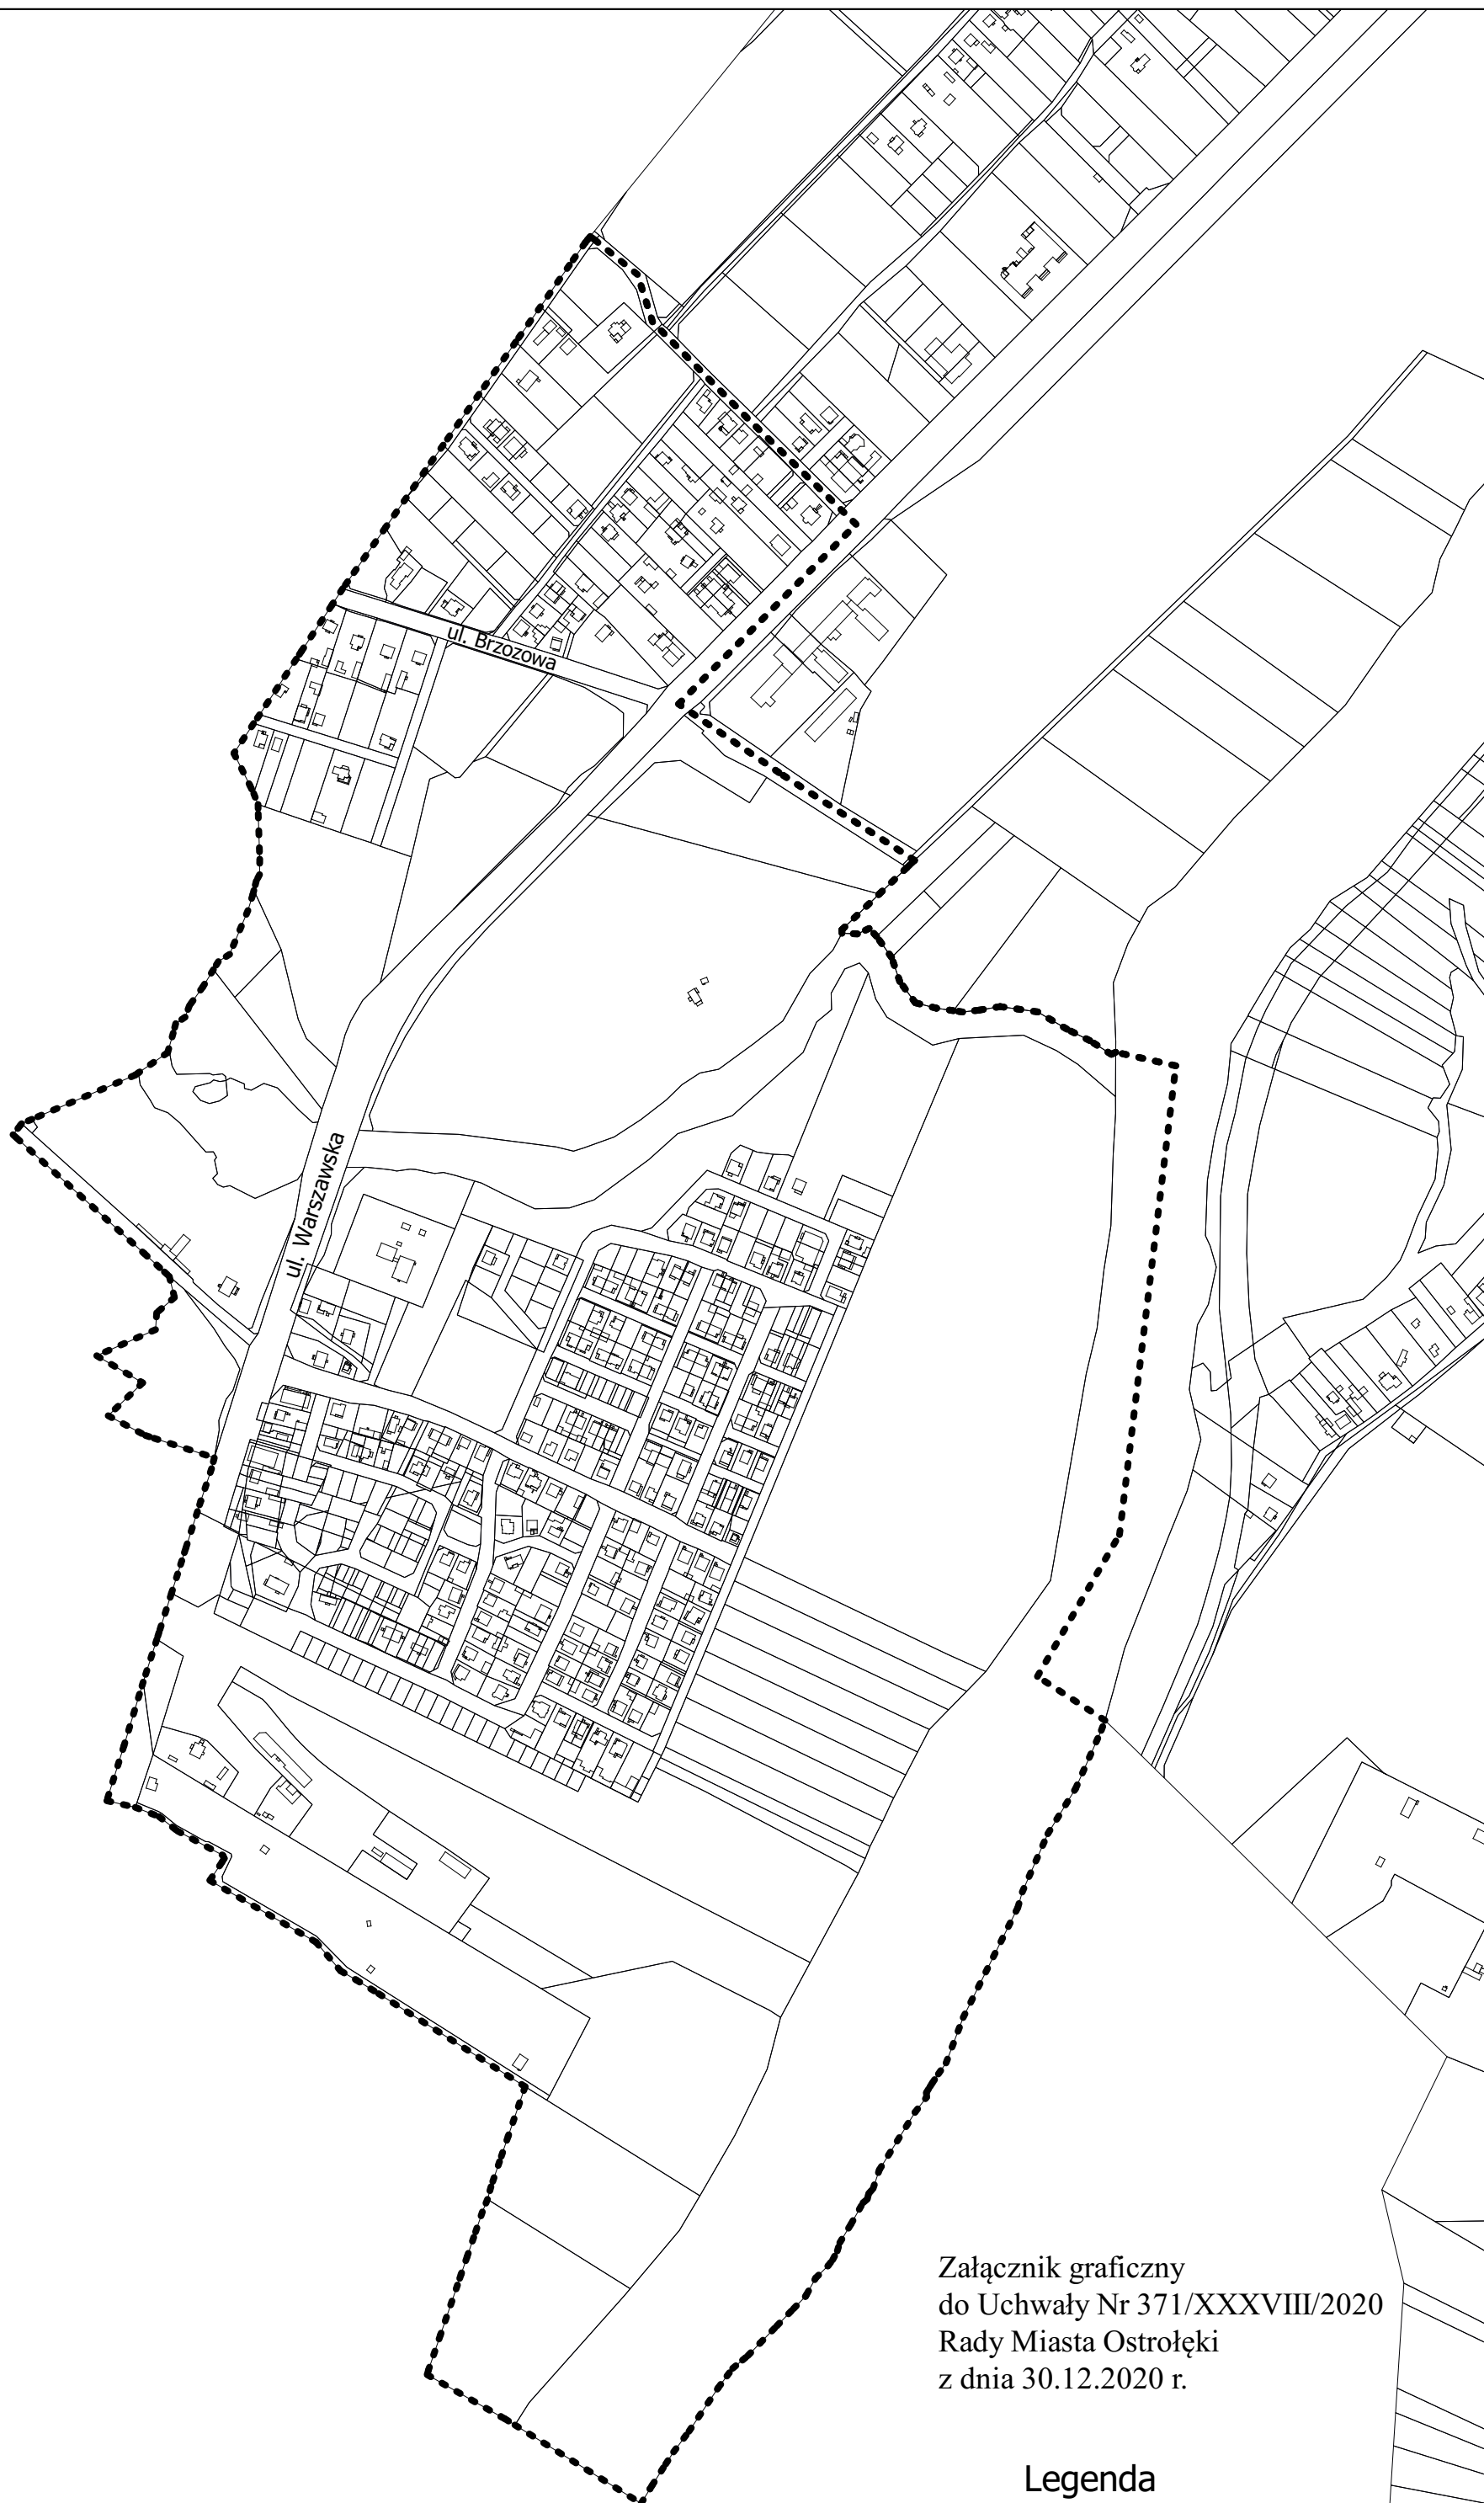 ul. Brzozowa
ul. Warszawska
Załącznik graficzny
do Uchwały Nr 371/XXXVIII/2020
Rady Miasta Ostrołęki
z dnia 30.12.2020 r.
Legenda